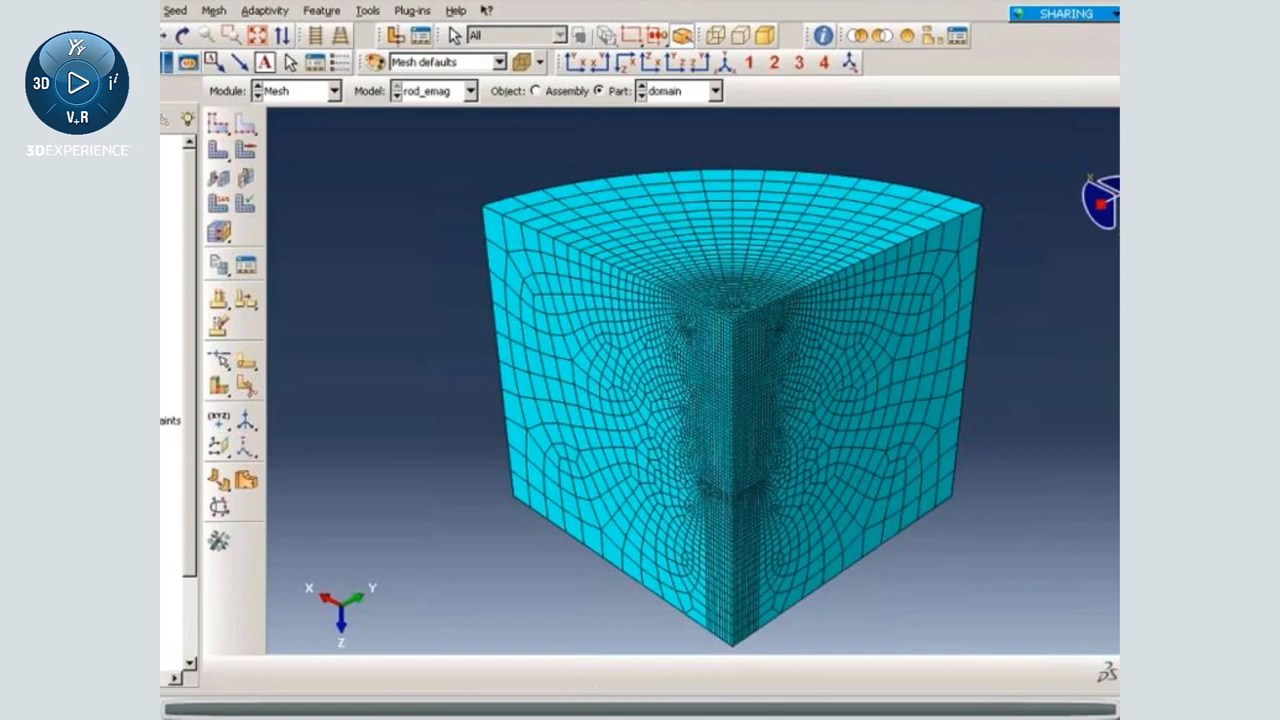 Seed Mesh Adaptivity Feature Tools Plug-ins Help
SHARING
All
A Mesh defaults 1 2 3 4
Module: Mesh Model: rod_emag Object: Assembly Part: domain
3D
V+R
3DEXPERIENCE
(XYZ)
aints
X
X Y
Z